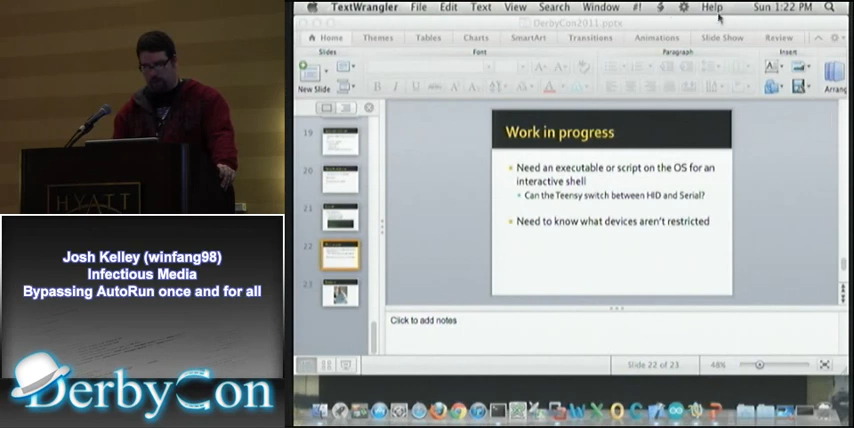 TextWrangler File Edit Text View Search Window #! Help Sun 1:22 PM
DerbyCon2011.pptx
Home Themes Tables Charts SmartArt Transitions Animations Slide Show Review
Slides Font Paragraph Insert
New Slide
B I U
Arrang
19
20
21
22
23
Work in progress
Need an executable or script on the OS for an
interactive shell
Can the Teensy switch between HID and Serial?
Need to know what devices aren't restricted
Click to add notes
Slide 22 of 23 48%
HYATT
Josh Kelley (winfang98)
Infectious Media
Bypassing AutoRun once and for all
DerbyCon